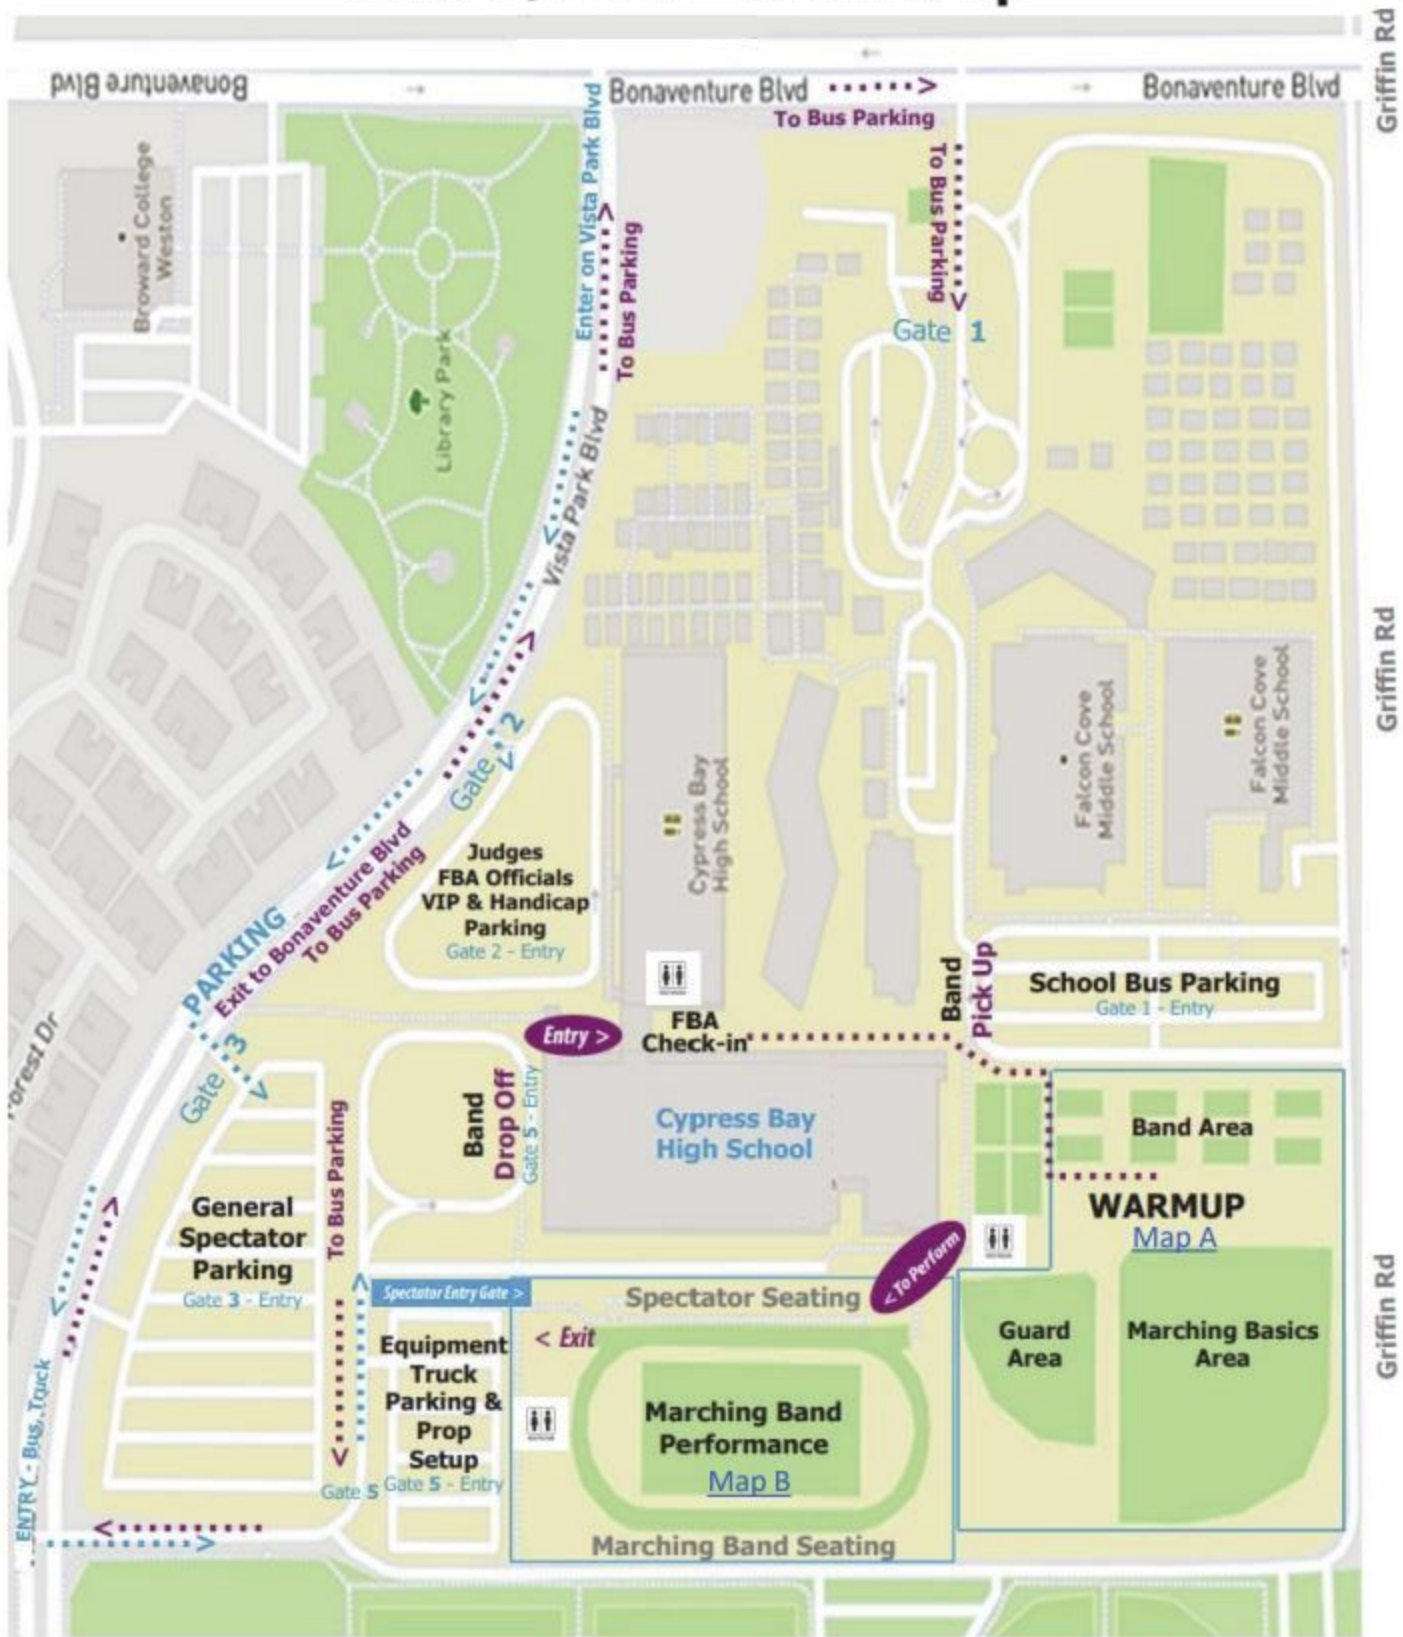 Griffin Rd
Bonaventure Blvd
Bonaventure Blvd
Bonaventure Blvd
To Bus Parking
Enter on Vista Park Blvd
To Bus Parking
To Bus Parking
Broward College
Weston
Library Park
Gate 1
Vista Park Blvd
Griffin Rd
Gate 2
Cypress Bay
High School
Falcon Cove
Middle School
Falcon Cove
Middle School
Judges
FBA Officials
VIP & Handicap
Parking
Gate 2 - Entry
PARKING
Exit to Bonaventure Blvd
To Bus Parking
Band
Pick Up
School Bus Parking
Gate 1 - Entry
Entry >
FBA
Check-in
Gate 3
Band
Drop Off
Gate 5 - Entry
Cypress Bay
High School
Band Area
WARMUP
Map A
To Bus Parking
General
Spectator
Parking
Gate 3 - Entry
Spectator Entry Gate >
Spectator Seating
< To Perform
Griffin Rd
< Exit
Equipment
Truck
Parking &
Prop
Setup
Gate 5 - Entry
Gate 5
Guard
Area
Marching Basics
Area
Marching Band
Performance
Map B
ENTRY - Bus, Truck
Marching Band Seating